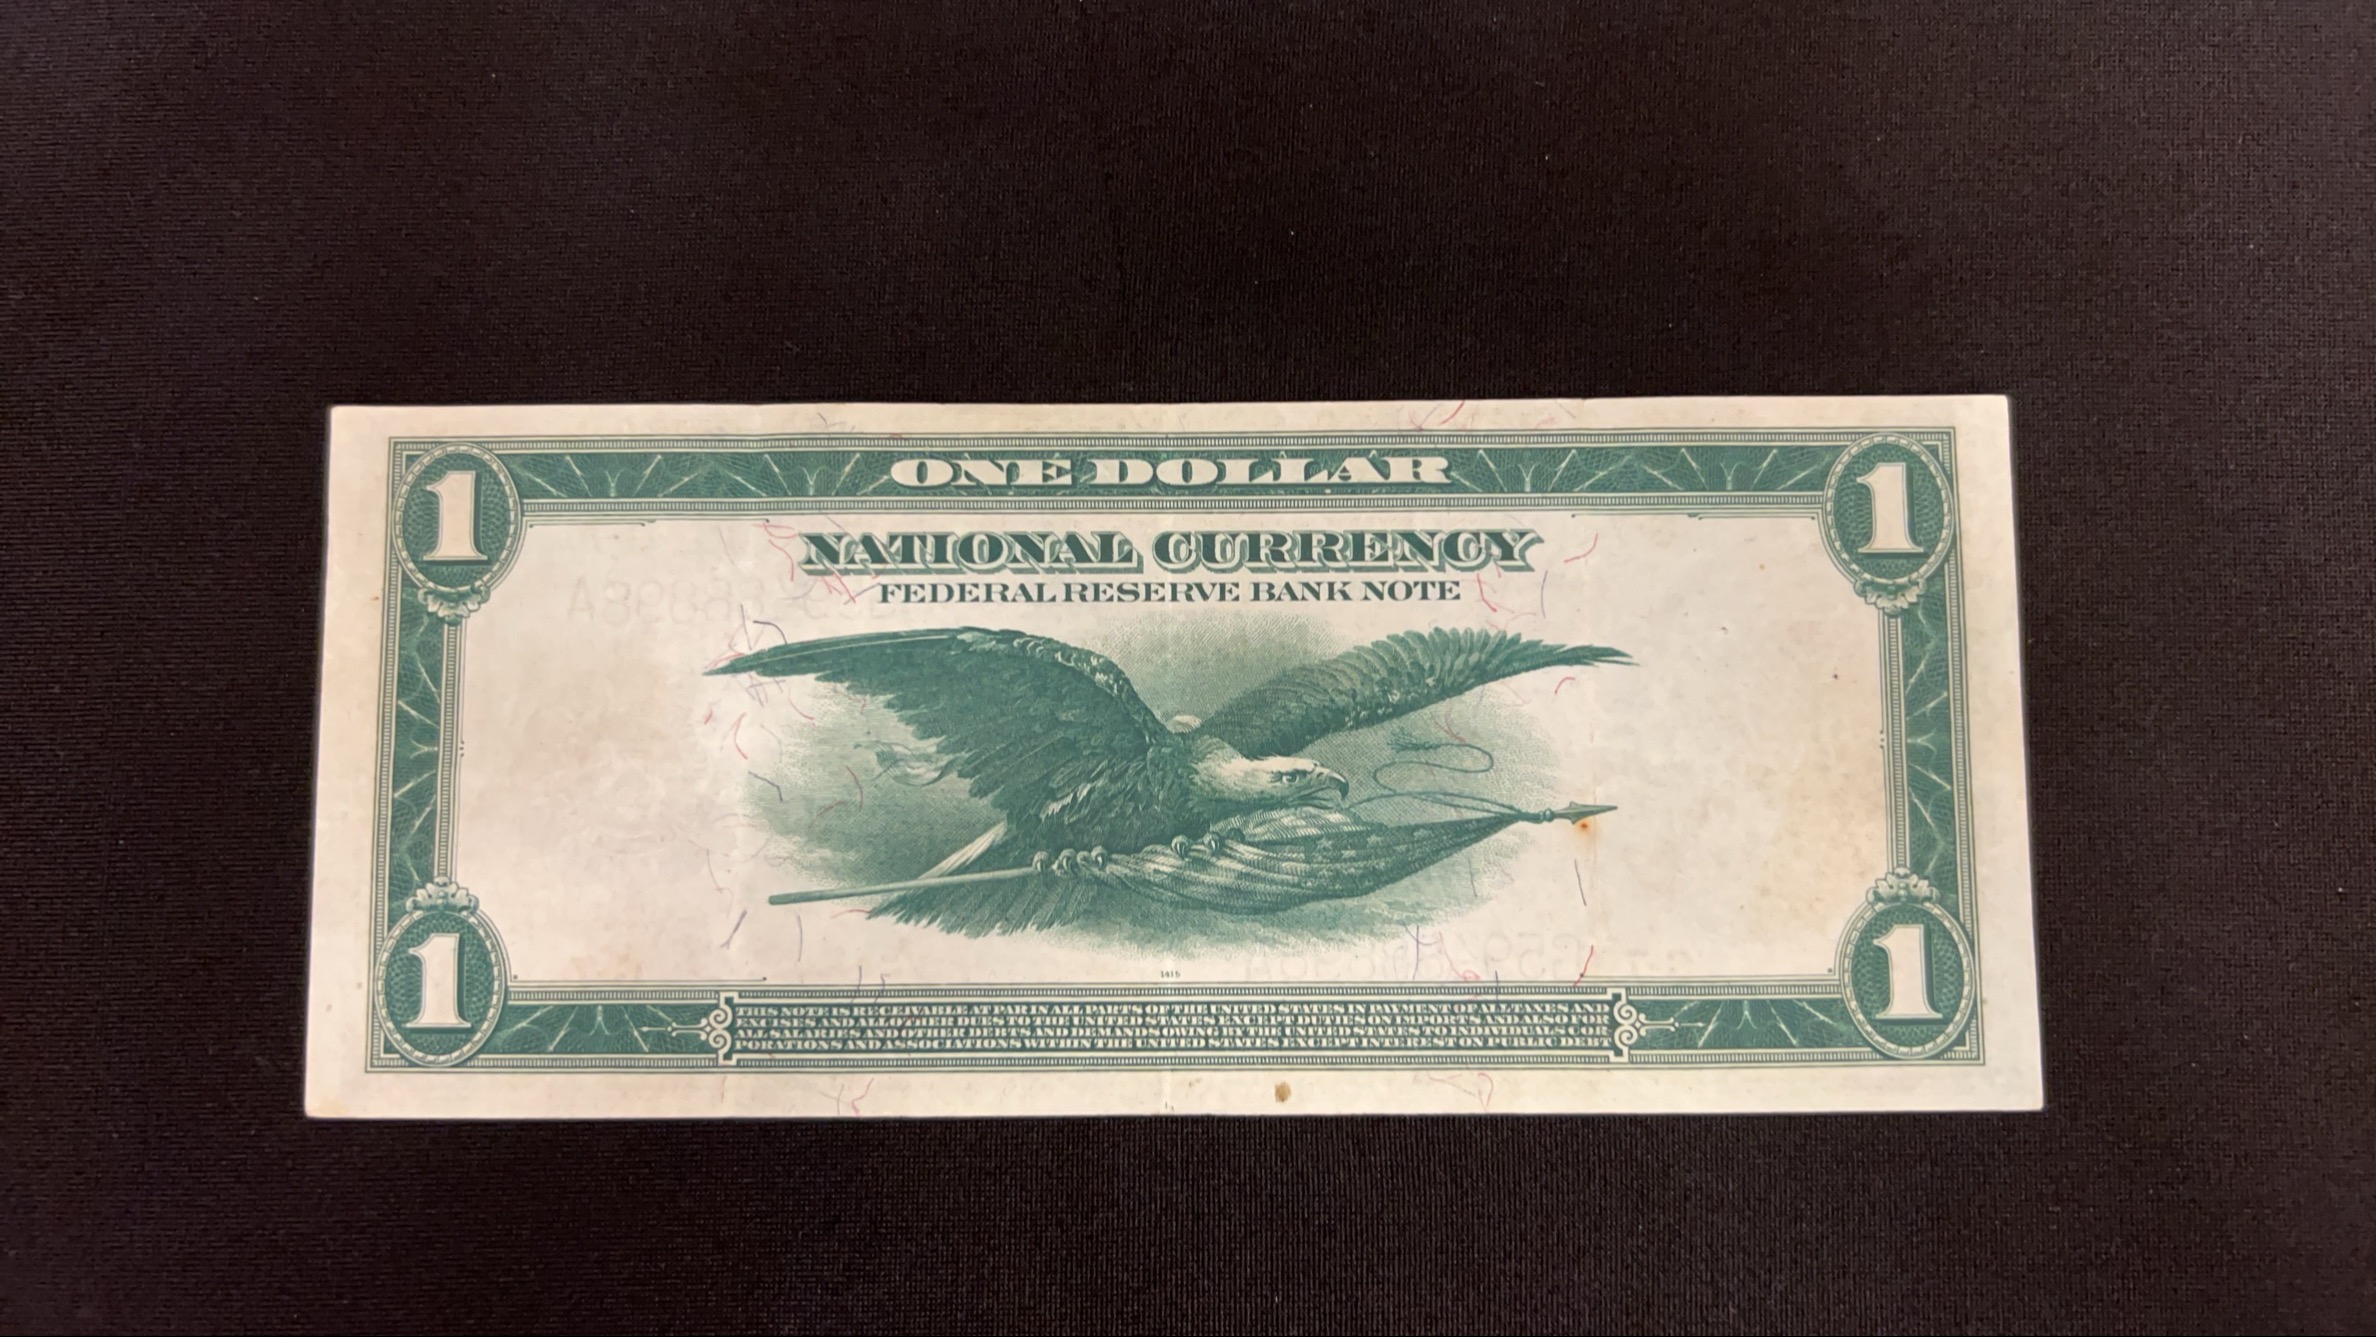 1 ONE DOLLAR 1
NATIONAL CURRENCY
FEDERAL RESERVE BANK NOTE
1415
1 1
THIS NOTE IS RECEIVABLE AT PAR IN ALL PARTS OF THE UNITED STATES IN PAYMENT OF ALL TAXES AND
EXCISES AND ALL OTHER DUES TO THE UNITED STATES EXCEPT DUTIES ON IMPORTS AND ALSO FOR
ALL SALARIES AND OTHER DEBTS AND DEMANDS OWING BY THE UNITED STATES TO INDIVIDUALS COR
PORATIONS AND ASSOCIATIONS WITHIN THE UNITED STATES EXCEPT INTEREST ON PUBLIC DEBT